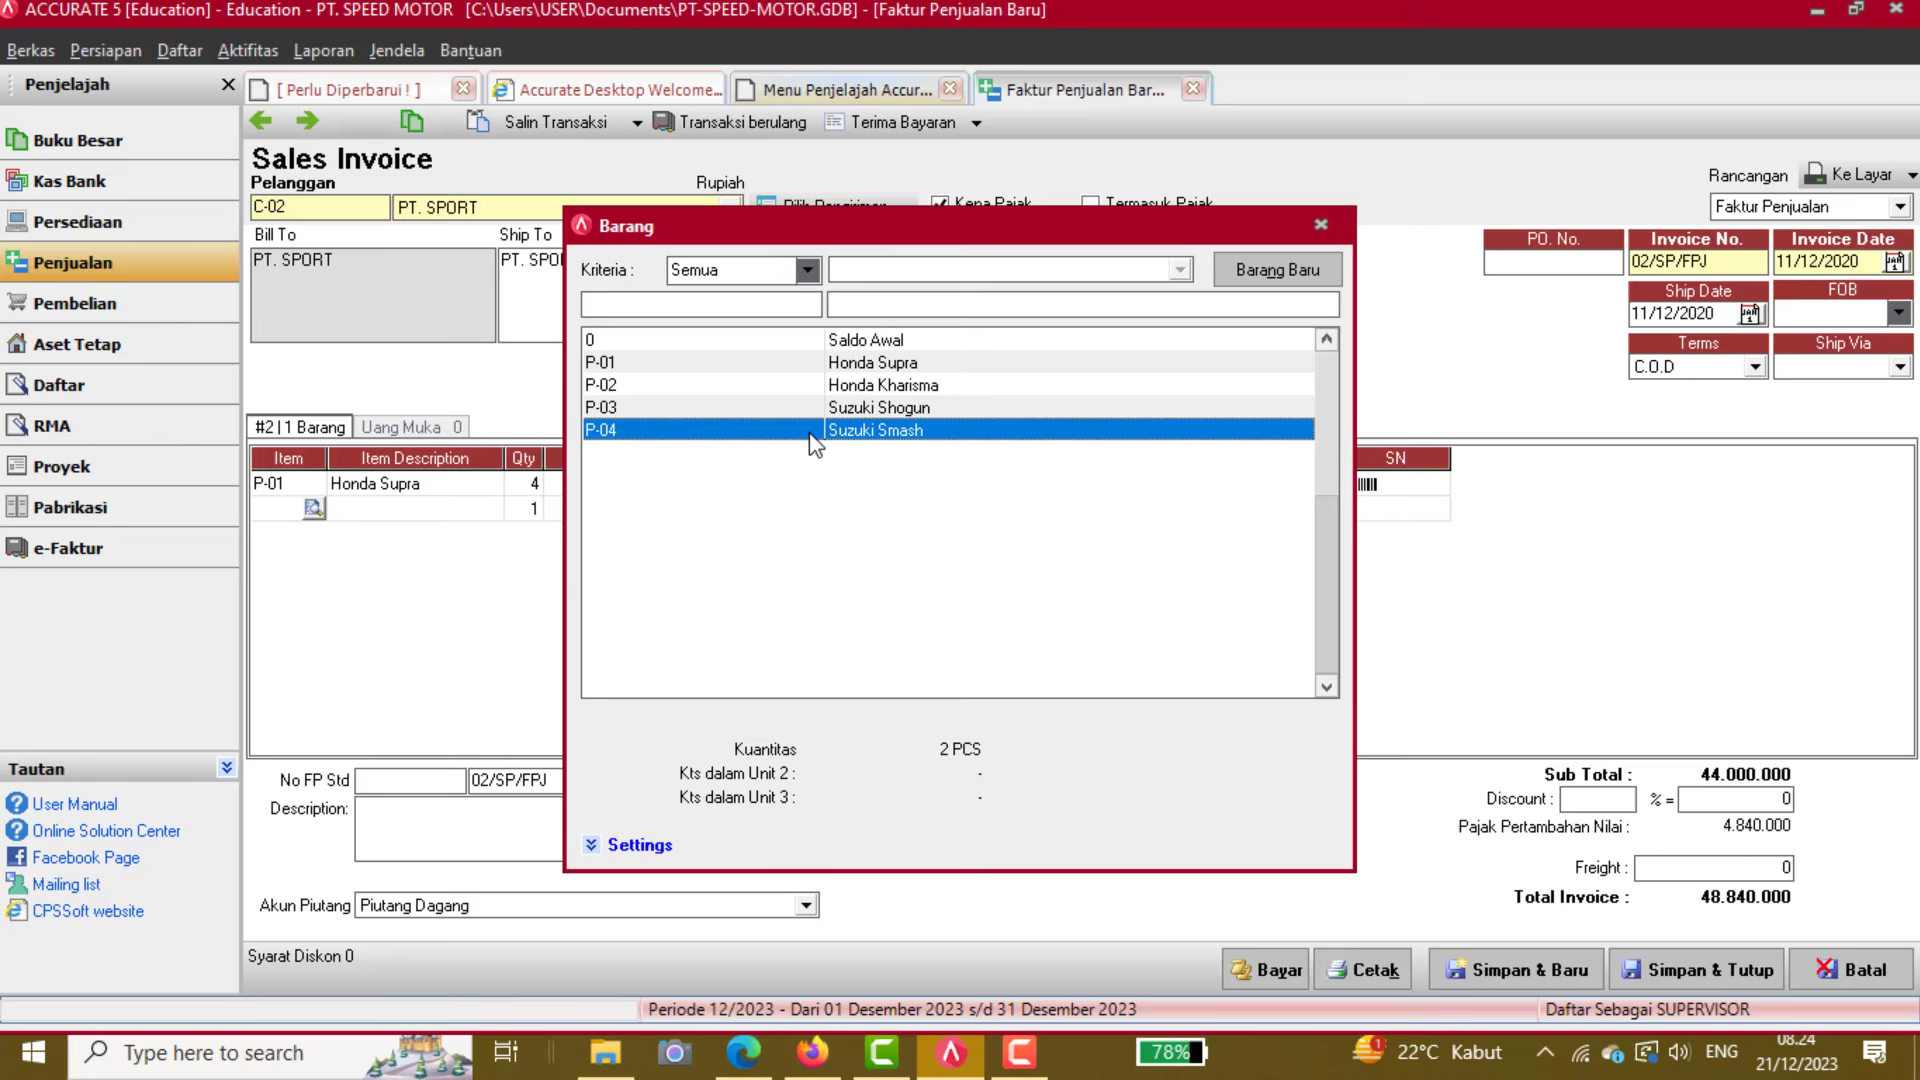 ACCURATE 5 [Education] - Education - PT. SPEED MOTOR [C:\Users\USER\Documents\PT-SPEED-MOTOR.GDB] - [Faktur Penjualan Baru]
Berkas Persiapan Daftar Aktifitas Laporan Jendela Bantuan
Penjelajah
[ Perlu Diperbarui ! ]
Accurate Desktop Welcome...
Menu Penjelajah Accur...
Faktur Penjualan Bar...
Salin Transaksi
Transaksi berulang
Terima Bayaran
Buku Besar
Kas Bank
Persediaan
Penjualan
Pembelian
Aset Tetap
Daftar
RMA
Proyek
Pabrikasi
e-Faktur
Sales Invoice
Pelanggan
Rupiah
C-02
PT. SPORT
Pilih Pengiriman
Kena Pajak
Termasuk Pajak
Rancangan
Ke Layar
Faktur Penjualan
Bill To
PT. SPORT
Ship To
PT. SPO
PO. No.
Invoice No.
Invoice Date
02/SP/FPJ
11/12/2020
Ship Date
FOB
11/12/2020
Terms
Ship Via
C.O.D
Barang
Kriteria :
Semua
Barang Baru
0 Saldo Awal
P-01 Honda Supra
P-02 Honda Kharisma
P-03 Suzuki Shogun
P-04 Suzuki Smash
Kuantitas 2 PCS
Kts dalam Unit 2 : -
Kts dalam Unit 3 : -
Settings
#2 | 1 Barang
Uang Muka 0
Item Item Description Qty SN
P-01 Honda Supra 4
1
Tautan
User Manual
Online Solution Center
Facebook Page
Mailing list
CPSSoft website
No FP Std
02/SP/FPJ
Description:
Akun Piutang
Piutang Dagang
Syarat Diskon 0
Sub Total : 44.000.000
Discount : % = 0
Pajak Pertambahan Nilai : 4.840.000
Freight : 0
Total Invoice : 48.840.000
Bayar
Cetak
Simpan & Baru
Simpan & Tutup
Batal
Periode 12/2023 - Dari 01 Desember 2023 s/d 31 Desember 2023
Daftar Sebagai SUPERVISOR
Type here to search
78%
22°C Kabut
ENG
08.24
21/12/2023